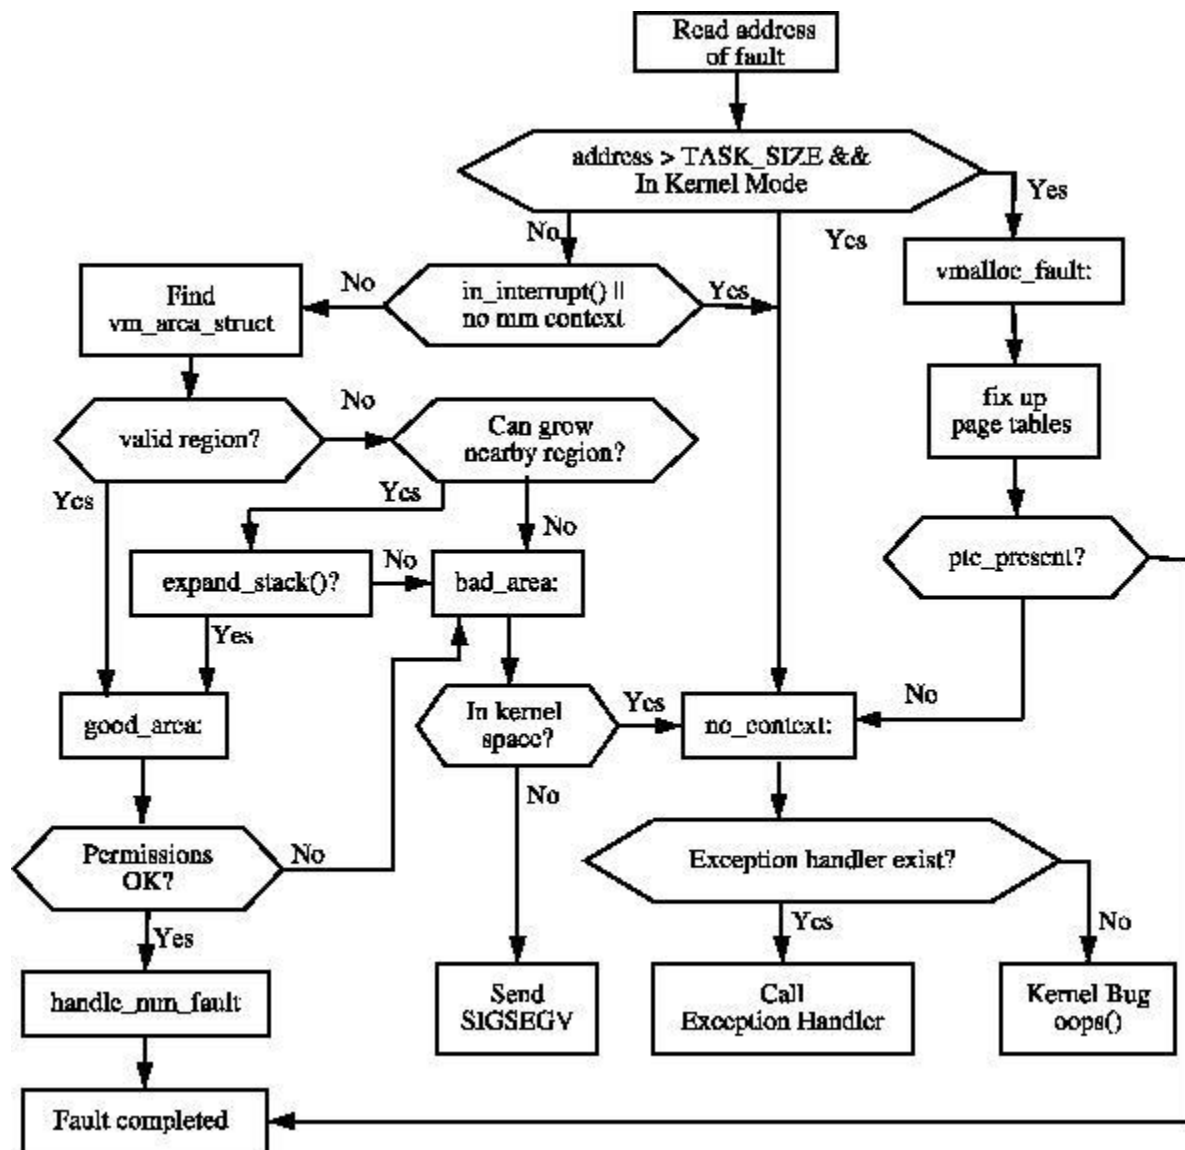 Read address
of fault
address > TASK_SIZE &&
In Kernel Mode
Yes
No
Yes
vmalloc_fault:
No
in_interrupt() ||
no mm context
Yes
Find
vm_area_struct
fix up
page tables
No
valid region?
Can grow
nearby region?
Yes
Yes
No
pte_present?
expand_stack()?
No
bad_area:
Yes
No
good_area:
In kernel
space?
Yes
no_context:
No
Permissions
OK?
No
Exception handler exist?
Yes
Yes
No
handle_mm_fault
Send
SIGSEGV
Call
Exception Handler
Kernel Bug
oops()
Fault completed